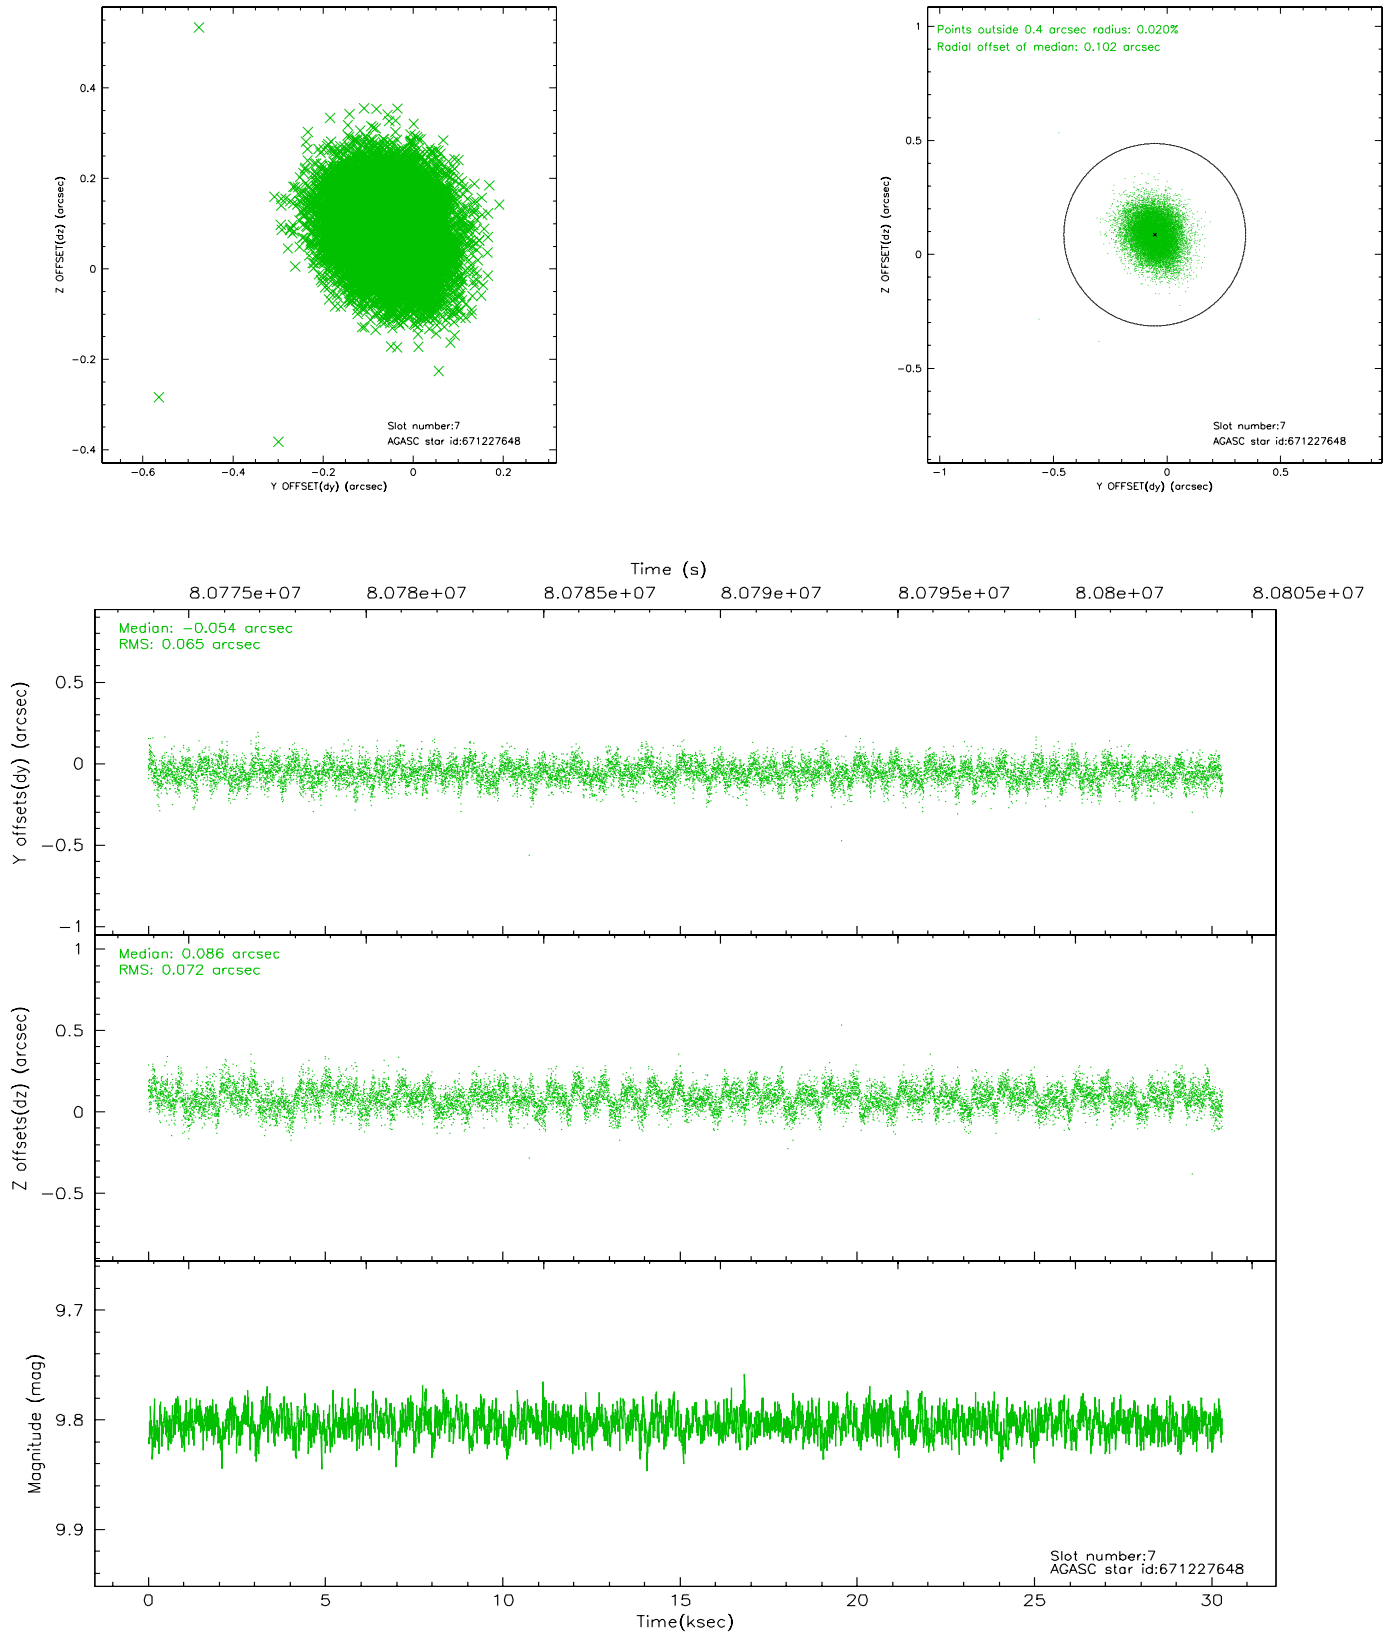 0.4
0.2
0
−0.2
−0.4
Z OFFSET(dz) (arcsec)
−0.6
−0.4
−0.2
0
0.2
Y OFFSET(dy) (arcsec)
Slot number:7
AGASC star id:671227648
Points outside 0.4 arcsec radius: 0.020%
Radial offset of median: 0.102 arcsec
1
0.5
0
−0.5
Z OFFSET(dz) (arcsec)
−1
−0.5
0
0.5
Y OFFSET(dy) (arcsec)
Slot number:7
AGASC star id:671227648
Time (s)
8.0775e+07
8.078e+07
8.0785e+07
8.079e+07
8.0795e+07
8.08e+07
8.0805e+07
Median: −0.054 arcsec
RMS: 0.065 arcsec
0.5
0
−0.5
−1
Y offsets(dy) (arcsec)
Median: 0.086 arcsec
RMS: 0.072 arcsec
1
0.5
0
−0.5
Z offsets(dz) (arcsec)
9.7
9.8
9.9
Magnitude (mag)
Slot number:7
AGASC star id:671227648
0
5
10
15
20
25
30
Time(ksec)